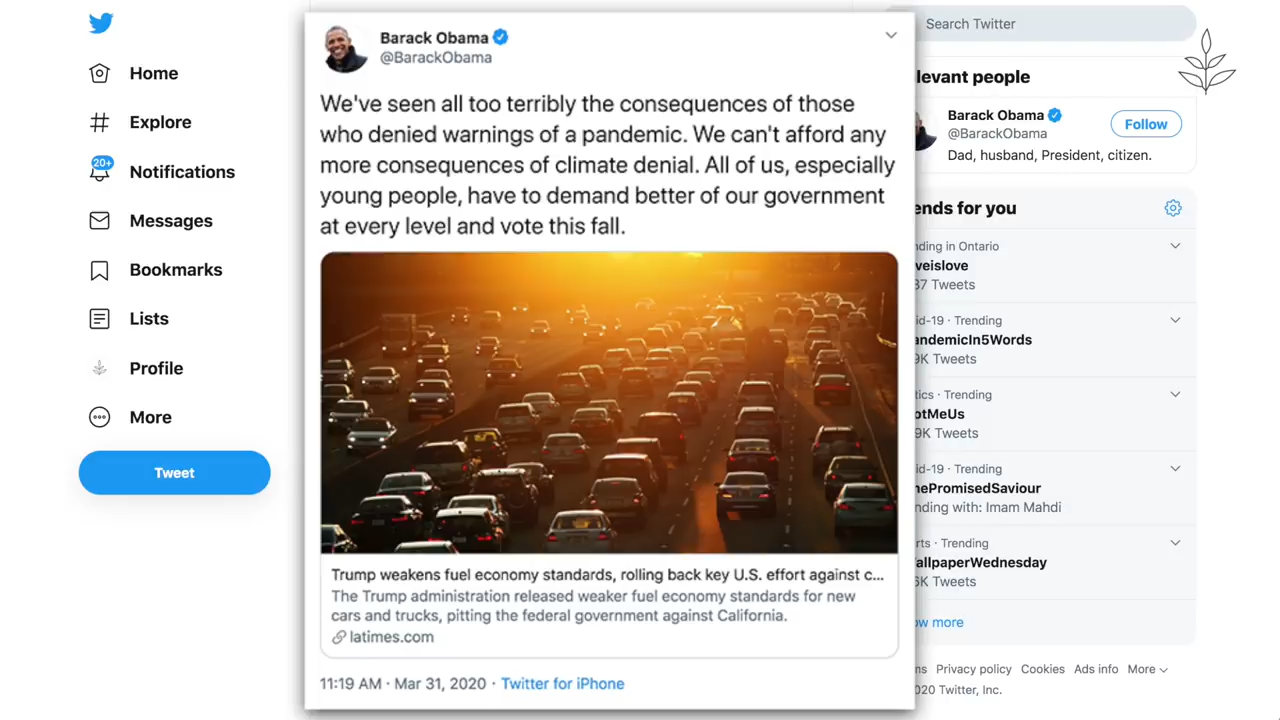 Home
Explore
20+
Notifications
Messages
Bookmarks
Lists
Profile
More
Tweet
Barack Obama
@BarackObama
We've seen all too terribly the consequences of those
who denied warnings of a pandemic. We can't afford any
more consequences of climate denial. All of us, especially
young people, have to demand better of our government
at every level and vote this fall.
Trump weakens fuel economy standards, rolling back key U.S. effort against c...
The Trump administration released weaker fuel economy standards for new
cars and trucks, pitting the federal government against California.
latimes.com
11:19 AM · Mar 31, 2020 · Twitter for iPhone
Search Twitter
levant people
Barack Obama
@BarackObama
Follow
Dad, husband, President, citizen.
ends for you
nding in Ontario
veislove
37 Tweets
id-19 · Trending
andemicIn5Words
9K Tweets
tics · Trending
otMeUs
9K Tweets
id-19 · Trending
hePromisedSaviour
nding with: Imam Mahdi
rts · Trending
allpaperWednesday
6K Tweets
ow more
ms Privacy policy Cookies Ads info More
020 Twitter, Inc.